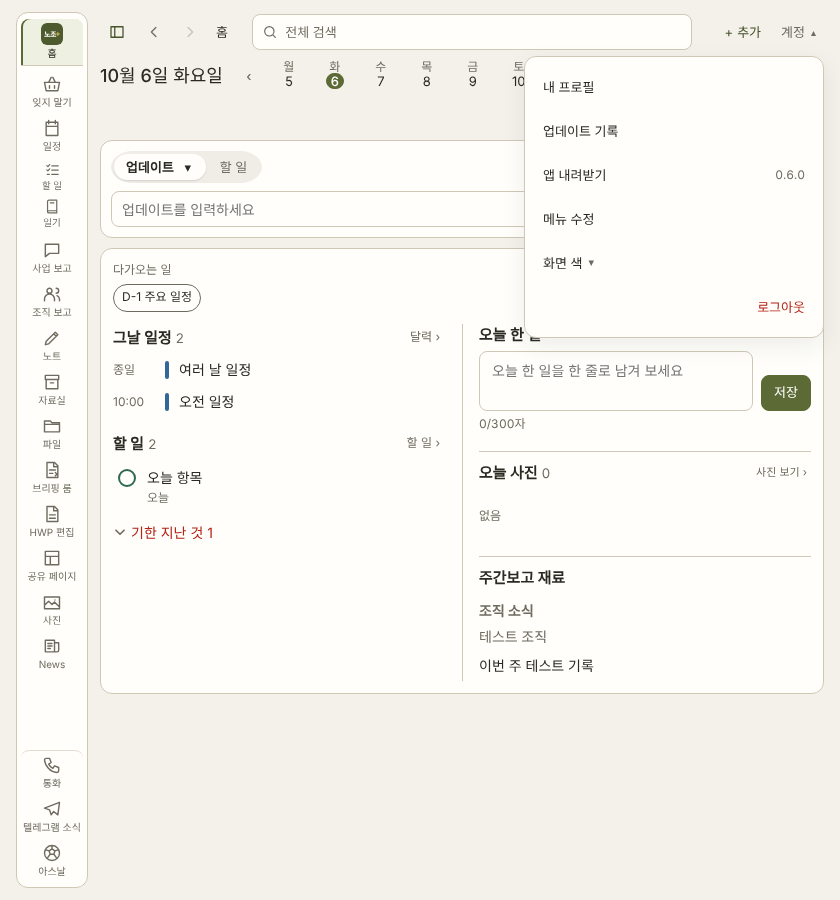 노조+
홈
잊지 말기
일정
할 일
일기
사업 보고
조직 보고
노트
자료실
파일
브리핑 룸
HWP 편집
공유 페이지
사진
News
통화
텔레그램 소식
아스날
홈
전체 검색
+ 추가
계정 ▲
10월 6일 화요일
‹
월 화 수 목 금 토
5 6 7 8 9 10
내 프로필
업데이트 기록
앱 내려받기 0.6.0
메뉴 수정
화면 색 ▼
로그아웃
업데이트 ▼ 할 일
업데이트를 입력하세요
다가오는 일
D-1 주요 일정
그날 일정 2 달력 ›
종일 여러 날 일정
10:00 오전 일정
할 일 2 할 일 ›
오늘 항목
오늘
기한 지난 것 1
오늘 한
오늘 한 일을 한 줄로 남겨 보세요
저장
0/300자
오늘 사진 0 사진 보기 ›
없음
주간보고 재료
조직 소식
테스트 조직
이번 주 테스트 기록